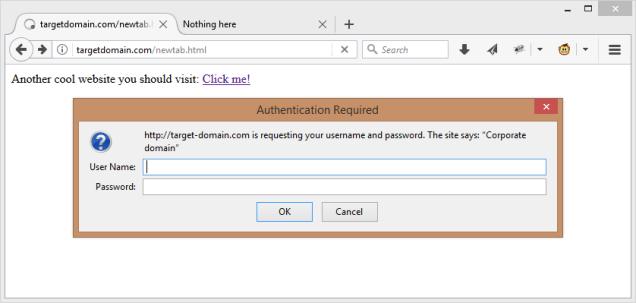 targetdomain.com/newtab.h
Nothing here
targetdomain.com/newtab.html
Search
Another cool website you should visit: Click me!
Authentication Required
http://target-domain.com is requesting your username and password. The site says: "Corporate
domain"
User Name:
Password:
OK
Cancel